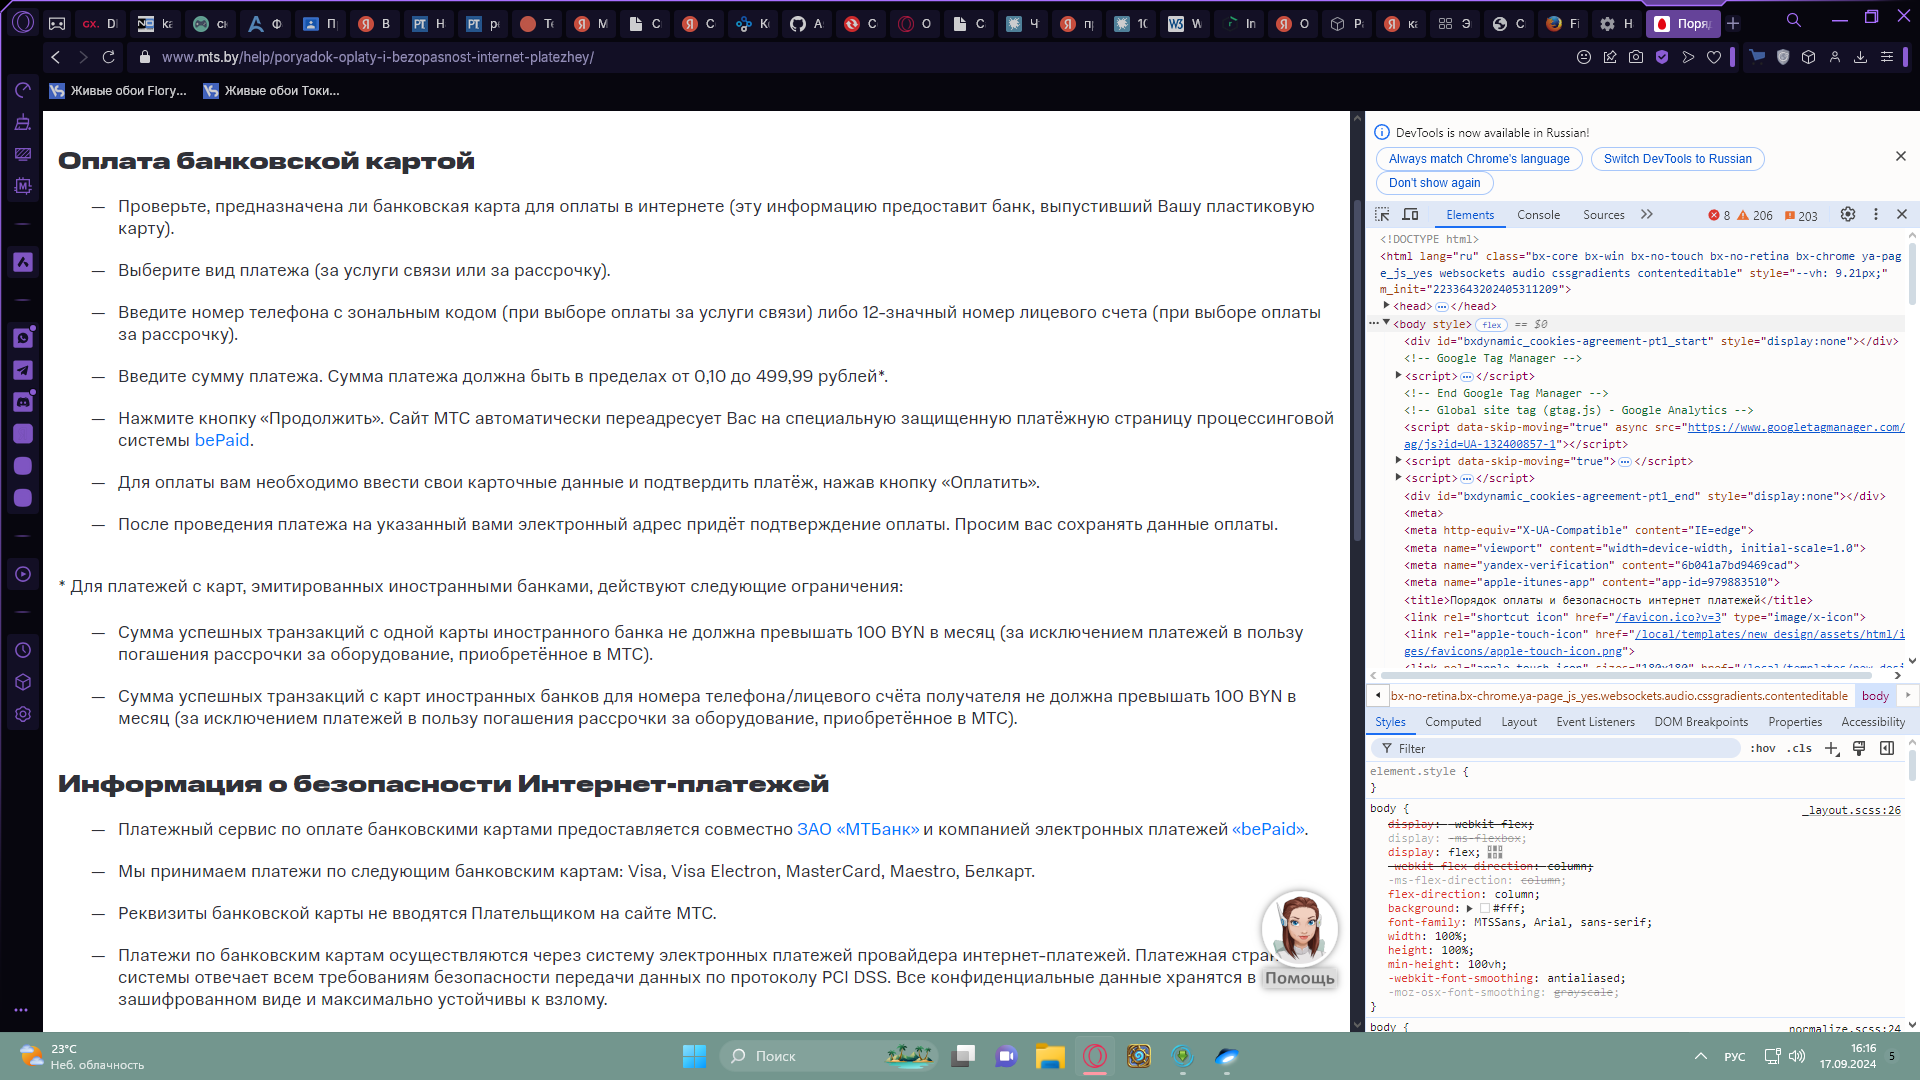 www.mts.by/help/poryadok-oplaty-i-bezopasnost-internet-platezhey/
Живые обои Flory...
Живые обои Токи...
Оплата банковской картой
— Проверьте, предназначена ли банковская карта для оплаты в интернете (эту информацию предоставит банк, выпустивший Вашу пластиковую
карту).
— Выберите вид платежа (за услуги связи или за рассрочку).
— Введите номер телефона с зональным кодом (при выборе оплаты за услуги связи) либо 12-значный номер лицевого счета (при выборе оплаты
за рассрочку).
— Введите сумму платежа. Сумма платежа должна быть в пределах от 0,10 до 499,99 рублей*.
— Нажмите кнопку «Продолжить». Сайт МТС автоматически переадресует Вас на специальную защищенную платёжную страницу процессинговой
системы bePaid.
— Для оплаты вам необходимо ввести свои карточные данные и подтвердить платёж, нажав кнопку «Оплатить».
— После проведения платежа на указанный вами электронный адрес придёт подтверждение оплаты. Просим вас сохранять данные оплаты.
* Для платежей с карт, эмитированных иностранными банками, действуют следующие ограничения:
— Сумма успешных транзакций с одной карты иностранного банка не должна превышать 100 BYN в месяц (за исключением платежей в пользу
погашения рассрочки за оборудование, приобретённое в МТС).
— Сумма успешных транзакций с карт иностранных банков для номера телефона/лицевого счёта получателя не должна превышать 100 BYN в
месяц (за исключением платежей в пользу погашения рассрочки за оборудование, приобретённое в МТС).
Информация о безопасности Интернет-платежей
— Платежный сервис по оплате банковскими картами предоставляется совместно ЗАО «МТБанк» и компанией электронных платежей «bePaid».
— Мы принимаем платежи по следующим банковским картам: Visa, Visa Electron, MasterCard, Maestro, Белкарт.
— Реквизиты банковской карты не вводятся Плательщиком на сайте МТС.
— Платежи по банковским картам осуществляются через систему электронных платежей провайдера интернет-платежей. Платежная стран
системы отвечает всем требованиям безопасности передачи данных по протоколу PCI DSS. Все конфиденциальные данные хранятся в
зашифрованном виде и максимально устойчивы к взлому.
Помощь
DevTools is now available in Russian!
Always match Chrome's language
Switch DevTools to Russian
Don't show again
Elements Console Sources 8 206 203
<!DOCTYPE html>
<html lang="ru" class="bx-core bx-win bx-no-touch bx-no-retina bx-chrome ya-pag
e_js_yes websockets audio cssgradients contenteditable" style="--vh: 9.21px;"
m_init="2233643202405311209">
<head> … </head>
<body style> flex == $0
<div id="bxdynamic_cookies-agreement-pt1_start" style="display:none"></div>
<!-- Google Tag Manager -->
<script> … </script>
<!-- End Google Tag Manager -->
<!-- Global site tag (gtag.js) - Google Analytics -->
<script data-skip-moving="true" async src="https://www.googletagmanager.com/
ag/js?id=UA-132400857-1"></script>
<script data-skip-moving="true"> … </script>
<script> … </script>
<div id="bxdynamic_cookies-agreement-pt1_end" style="display:none"></div>
<meta>
<meta http-equiv="X-UA-Compatible" content="IE=edge">
<meta name="viewport" content="width=device-width, initial-scale=1.0">
<meta name="yandex-verification" content="6b041a7bd9469cad">
<meta name="apple-itunes-app" content="app-id=979883510">
<title>Порядок оплаты и безопасность интернет платежей</title>
<link rel="shortcut icon" href="/favicon.ico?v=3" type="image/x-icon">
<link rel="apple-touch-icon" href="/local/templates/new_design/assets/html/i
ges/favicons/apple-touch-icon.png">
<link rel="apple-touch-icon" sizes="180x180" href="/local/templates/new_desi
bx-no-retina.bx-chrome.ya-page_js_yes.websockets.audio.cssgradients.contenteditable body
Styles Computed Layout Event Listeners DOM Breakpoints Properties Accessibility
Filter :hov .cls
element.style {
}
body { _layout.scss:26
display: -webkit-flex;
display: -ms-flexbox;
display: flex;
-webkit-flex-direction: column;
-ms-flex-direction: column;
flex-direction: column;
background: #fff;
font-family: MTSSans, Arial, sans-serif;
width: 100%;
height: 100%;
min-height: 100vh;
-webkit-font-smoothing: antialiased;
-moz-osx-font-smoothing: grayscale;
}
body { normalize.scss:24
23°C
Неб. облачность
Поиск
РУС
16:16
17.09.2024
5